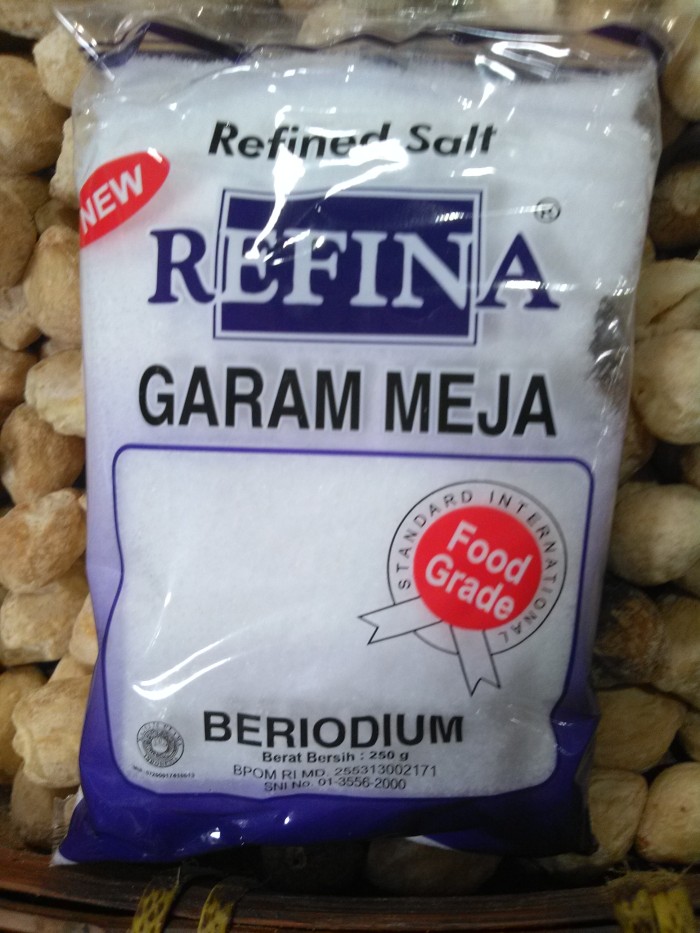 Refined Salt
NEW
REFINA®
GARAM MEJA
STANDARD INTERNATIONAL
Food
Grade
BERIODIUM
Berat Bersih : 250 g
BPOM RI MD. 255313002171
SNI No. 01-3556-2000